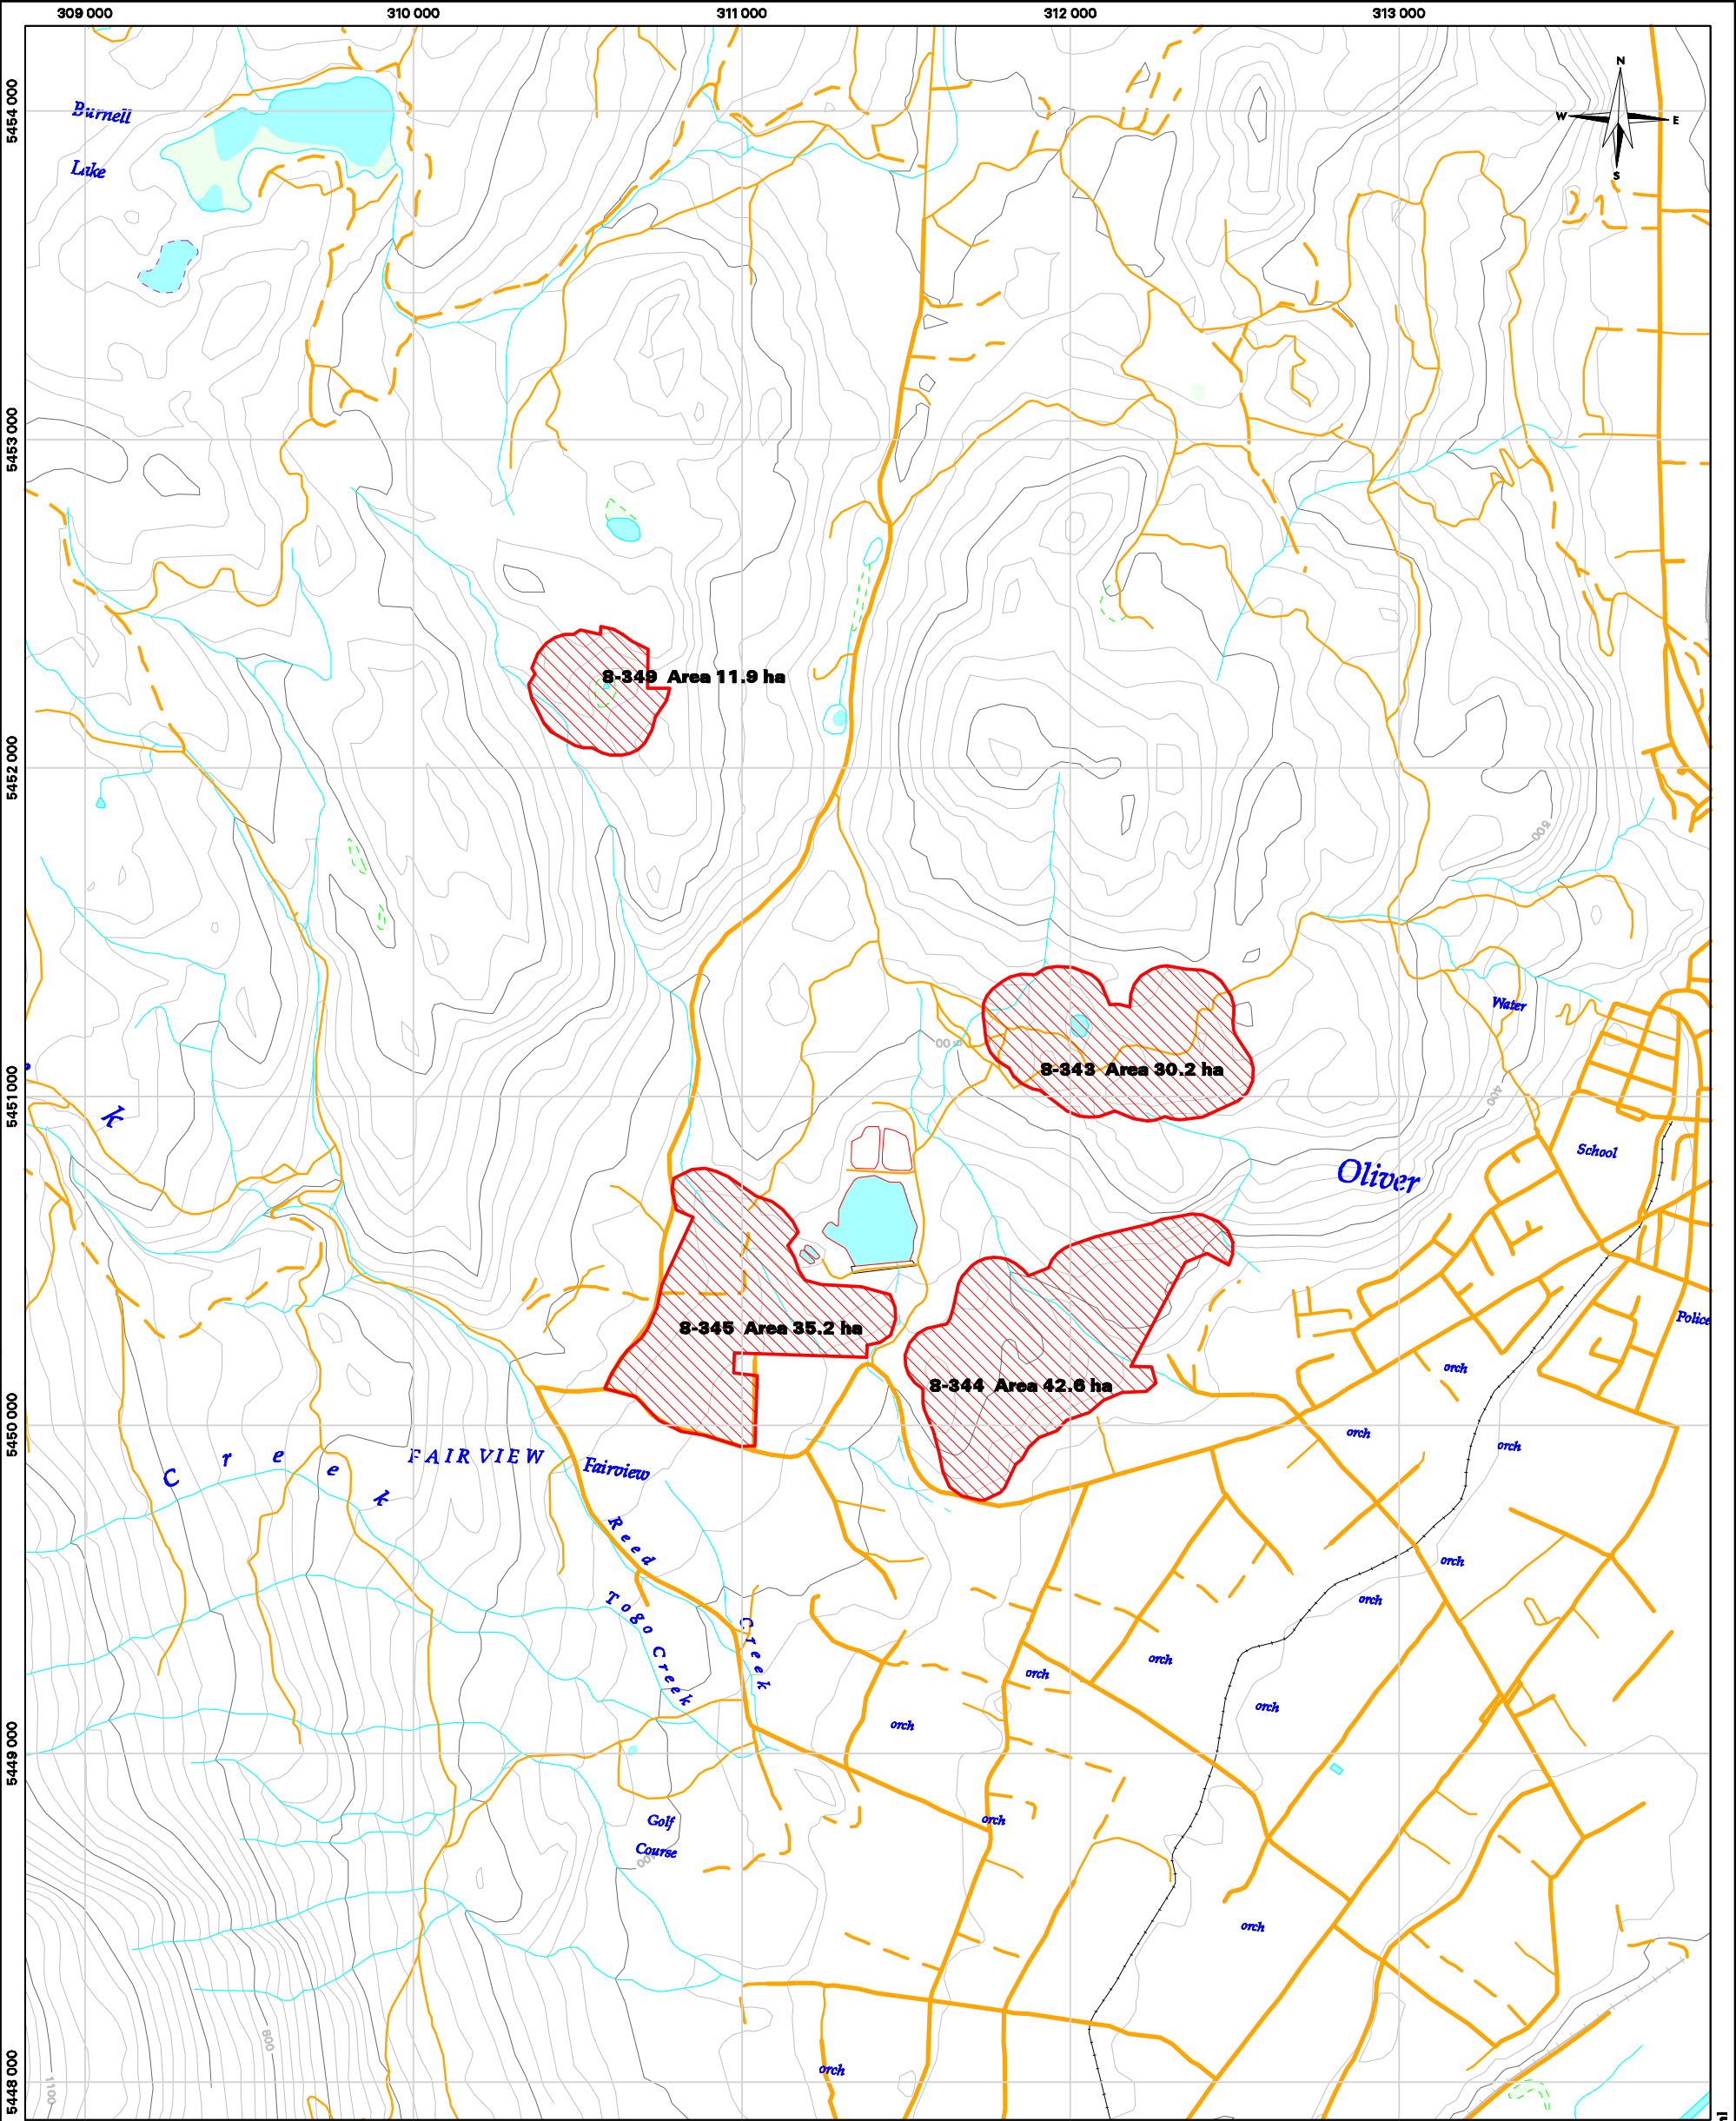 309 000 310 000 311 000 312 000 313 000
5454 000
N
W E
S
Burnell
Lake
5453 000
8-349 Area 11.9 ha
5452 000
600
Water
8-343 Area 30.2 ha
5451 000
k
400
School
Oliver
Police
8-345 Area 35.2 ha
orch
8-344 Area 42.6 ha
5450 000
orch
orch
C r e e k
FAIRVIEW
Fairview
Reed
orch
orch
Togo Creek
Creek
orch
orch
orch
orch
5449 000
Golf
Course
orch
orch
800
orch
5448 000
1100